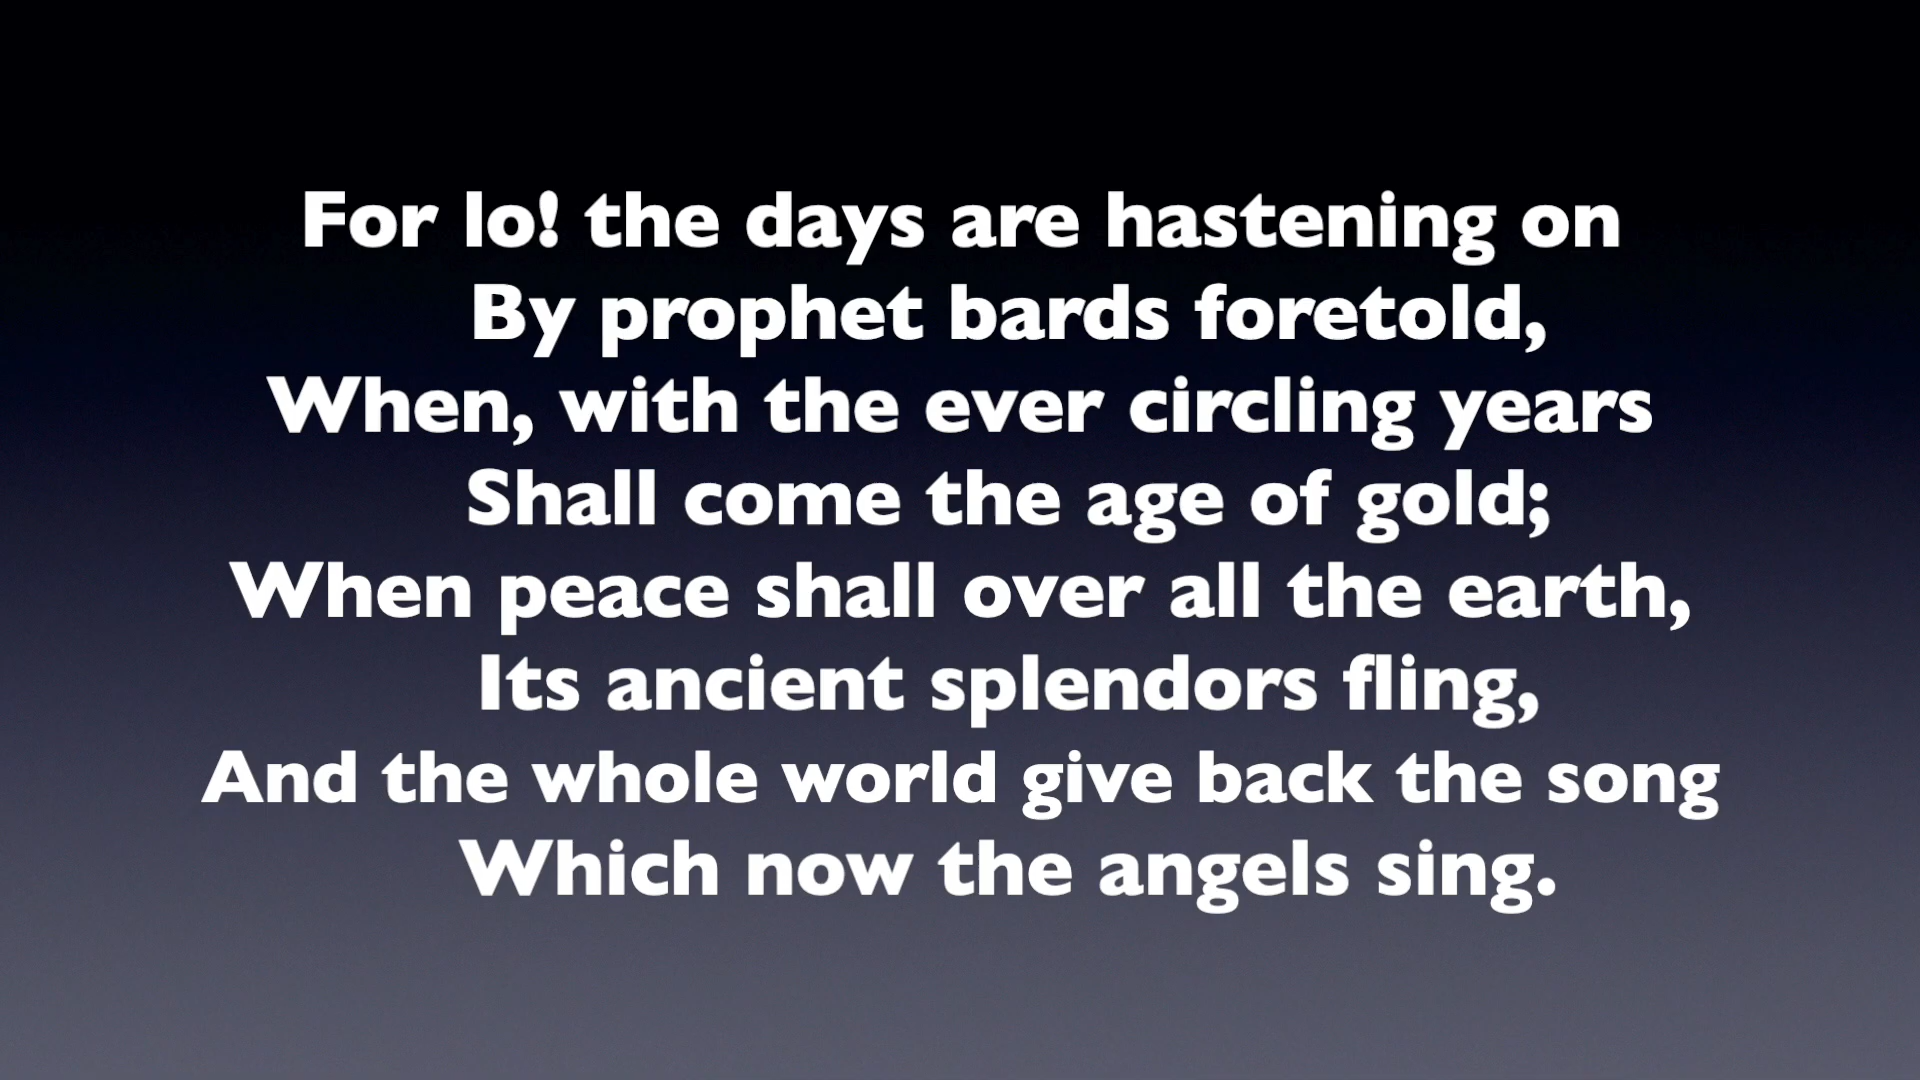 For lo! the days are hastening on
By prophet bards foretold,
When, with the ever circling years
Shall come the age of gold;
When peace shall over all the earth,
Its ancient splendors fling,
And the whole world give back the song
Which now the angels sing.